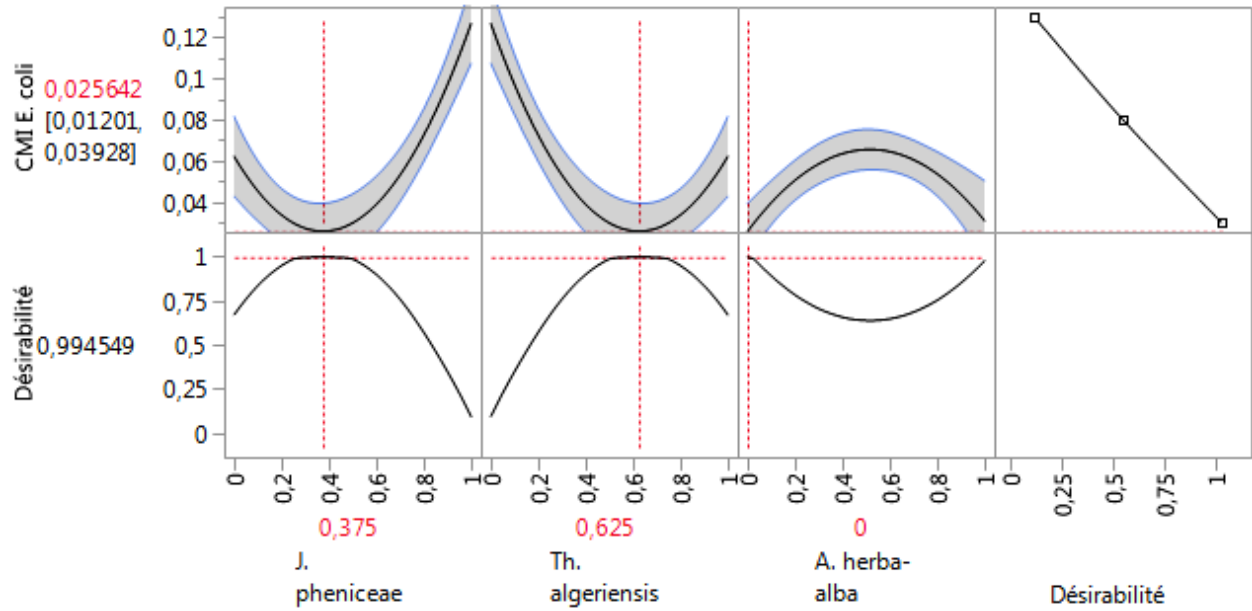 CMI E. coli
0,025642
[0,01201,
0,03928]
0,12
0,1
0,08
0,06
0,04
Désirabilité
0,994549
1
0,75
0,5
0,25
0
0 0,2 0,4 0,6 0,8 1
0 0,2 0,4 0,6 0,8 1
0 0,2 0,4 0,6 0,8 1
0 0,25 0,5 0,75 1
0,375
0,625
0
J.
pheniceae
Th.
algeriensis
A. herba-
alba
Désirabilité